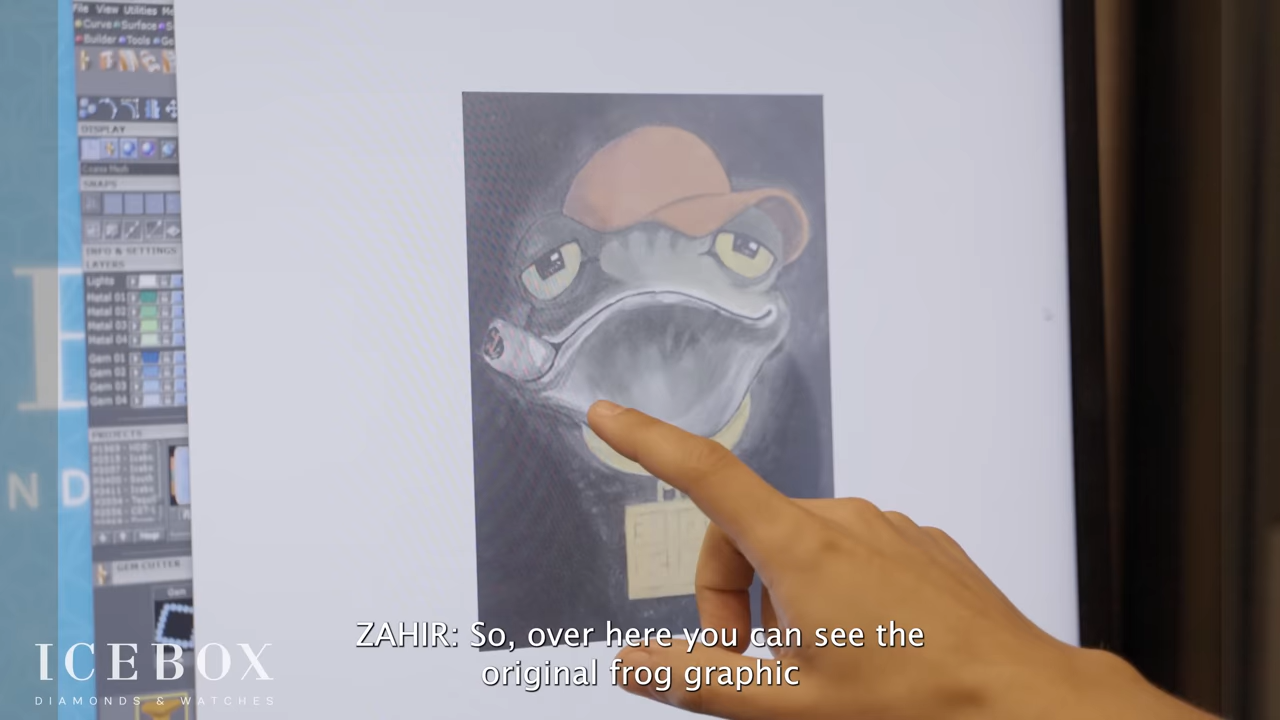 File View Utilities
Curve Surface
Builder Tools
DISPLAY
SNAPS
INFO & SETTINGS
LAYERS
Lights
Metal 01
Metal 02
Metal 03
Metal 04
Gem 01
Gem 02
Gem 03
Gem 04
PROJECTS
GEM CUTTER
Gem
ND
ZAHIR: So, over here you can see the
original frog graphic
ICEBOX
DIAMONDS & WATCHES